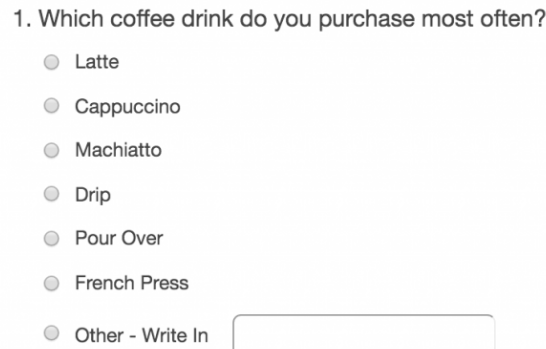 1. Which coffee drink do you purchase most often?
Latte
Cappuccino
Machiatto
Drip
Pour Over
French Press
Other - Write In